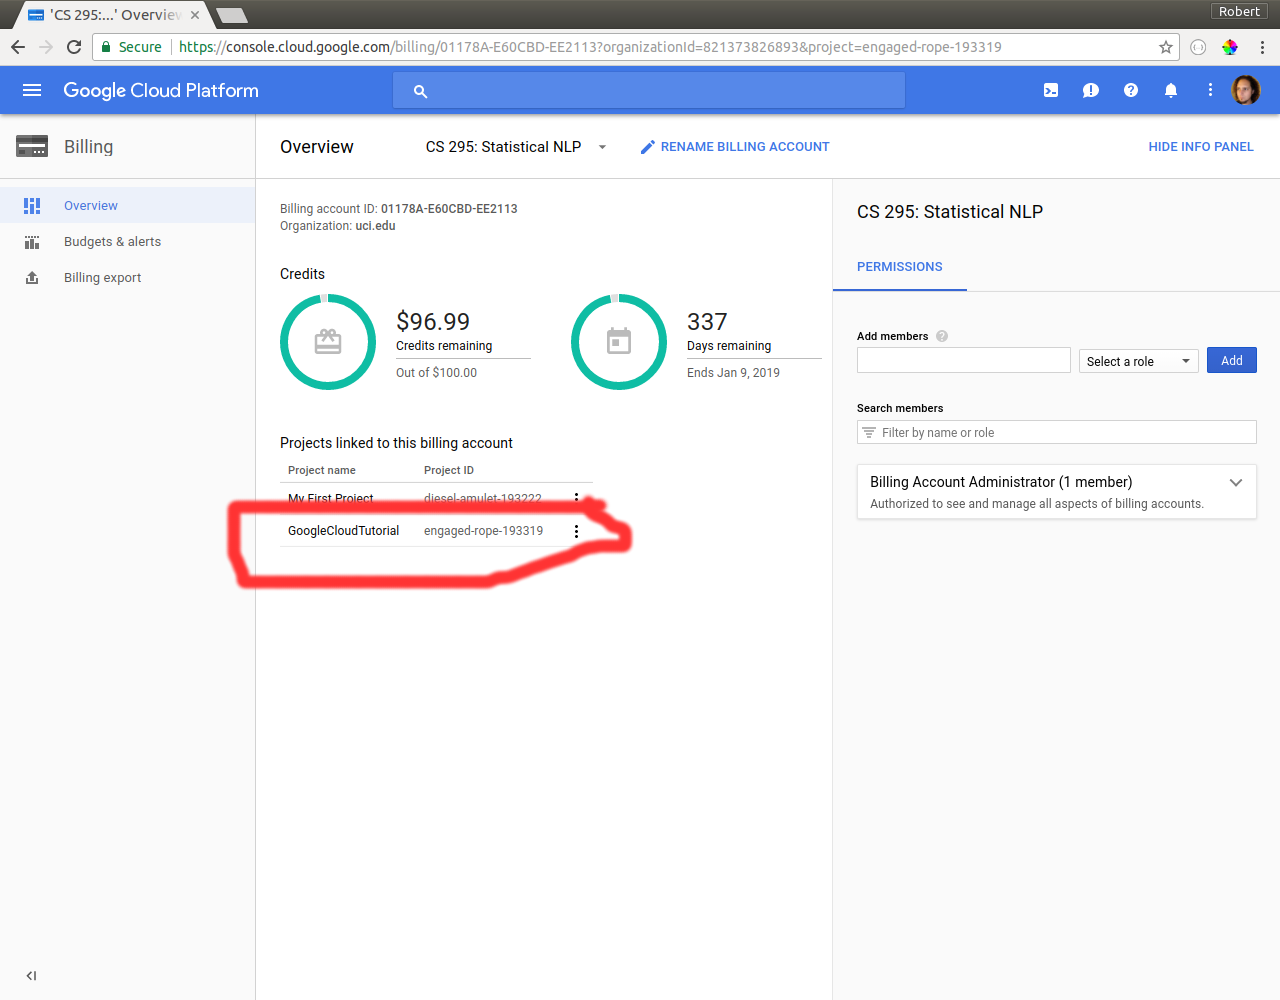 'CS 295:...' Overview
Robert
Secure https://console.cloud.google.com/billing/01178A-E60CBD-EE2113?organizationId=821373826893&project=engaged-rope-193319
Google Cloud Platform
Billing
Overview
CS 295: Statistical NLP
RENAME BILLING ACCOUNT
HIDE INFO PANEL
Overview
Budgets & alerts
Billing export
Billing account ID: 01178A-E60CBD-EE2113
Organization: uci.edu
Credits
$96.99
Credits remaining
Out of $100.00
337
Days remaining
Ends Jan 9, 2019
Projects linked to this billing account
Project name Project ID
My First Project diesel-amulet-193222
GoogleCloudTutorial engaged-rope-193319
CS 295: Statistical NLP
PERMISSIONS
Add members
Select a role
Add
Search members
Filter by name or role
Billing Account Administrator (1 member)
Authorized to see and manage all aspects of billing accounts.